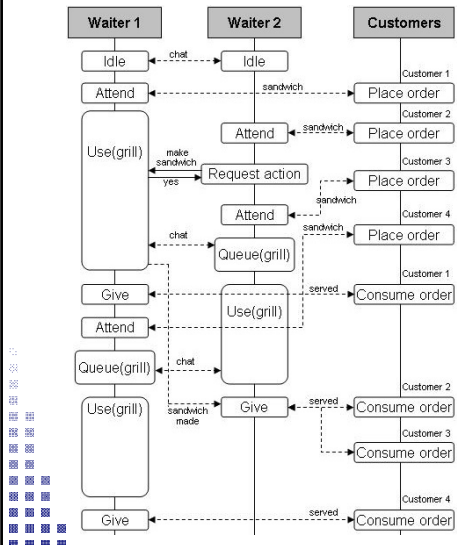 Waiter 1 Waiter 2 Customers
Idle chat Idle
Customer 1
Attend sandwich Place order
Customer 2
Attend sandwich Place order
Use(grill)
make
sandwich
yes
Request action
Customer 3
Place order
sandwich
Attend
Customer 4
sandwich
Place order
chat
Queue(grill)
Customer 1
Give served Consume order
Use(grill)
Attend
Queue(grill) chat
Customer 2
Use(grill)
sandwich
made
Give served Consume order
Customer 3
Consume order
Customer 4
Give served Consume order